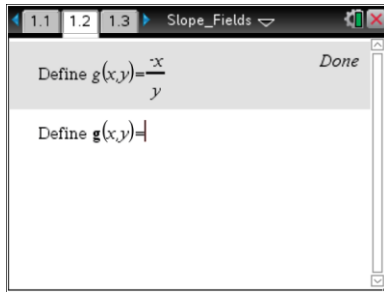 1.1 1.2 1.3 Slope_Fields
Define g(x,y)=-x/y Done
Define g(x,y)=